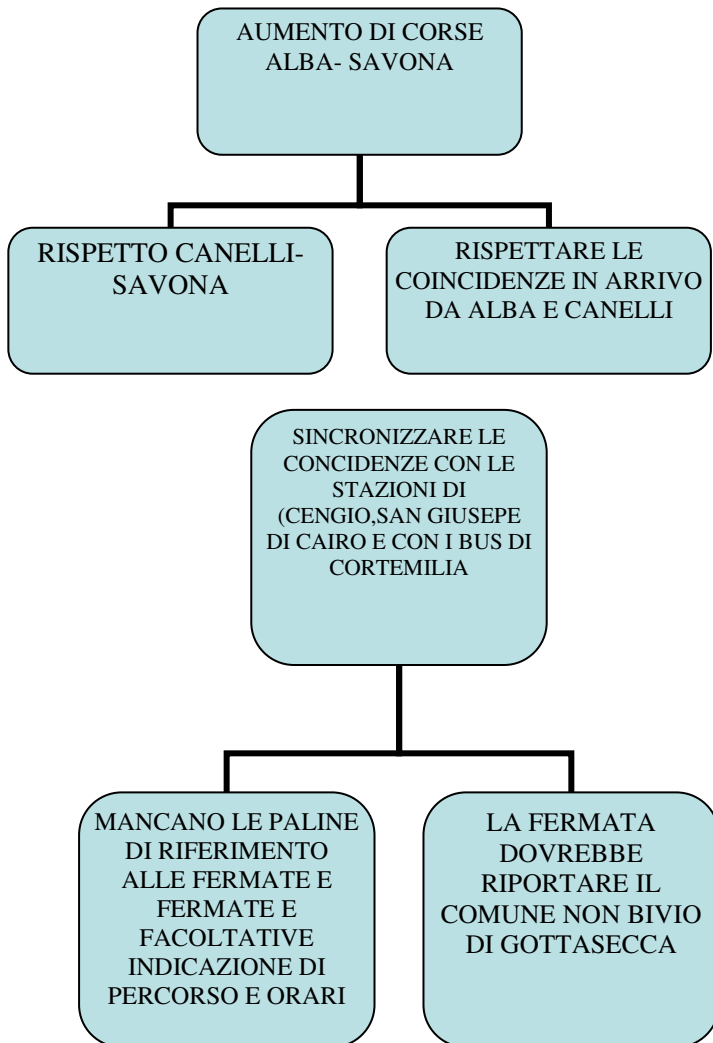 AUMENTO DI CORSE
ALBA- SAVONA
RISPETTO CANELLI-
SAVONA
RISPETTARE LE
COINCIDENZE IN ARRIVO
DA ALBA E CANELLI
SINCRONIZZARE LE
CONCIDENZE CON LE
STAZIONI DI
(CENGIO,SAN GIUSEPE
DI CAIRO E CON I BUS DI
CORTEMILIA
MANCANO LE PALINE
DI RIFERIMENTO
ALLE FERMATE E
FERMATE E
FACOLTATIVE
INDICAZIONE DI
PERCORSO E ORARI
LA FERMATA
DOVREBBE
RIPORTARE IL
COMUNE NON BIVIO
DI GOTTASECCA